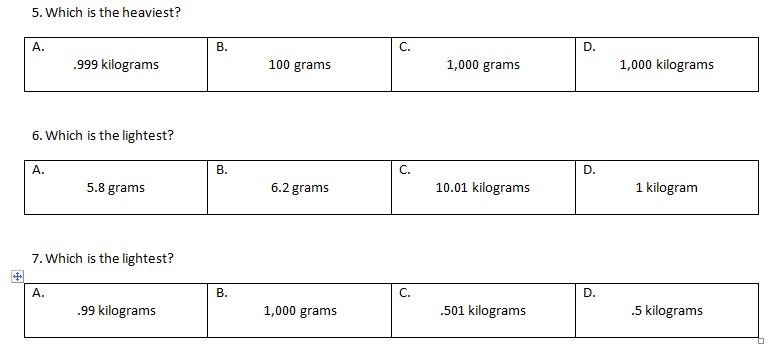 5. Which is the heaviest?
A. B. C. D.
.999 kilograms 100 grams 1,000 grams 1,000 kilograms
6. Which is the lightest?
A. B. C. D.
5.8 grams 6.2 grams 10.01 kilograms 1 kilogram
7. Which is the lightest?
A. B. C. D.
.99 kilograms 1,000 grams .501 kilograms .5 kilograms